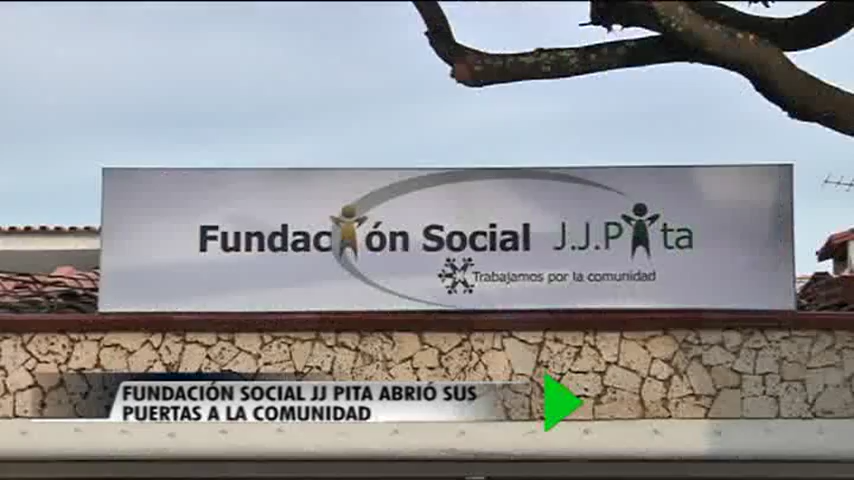 Fundación Social J.J.Pita
Trabajamos por la comunidad
FUNDACIÓN SOCIAL JJ PITA ABRIÓ SUS
PUERTAS A LA COMUNIDAD